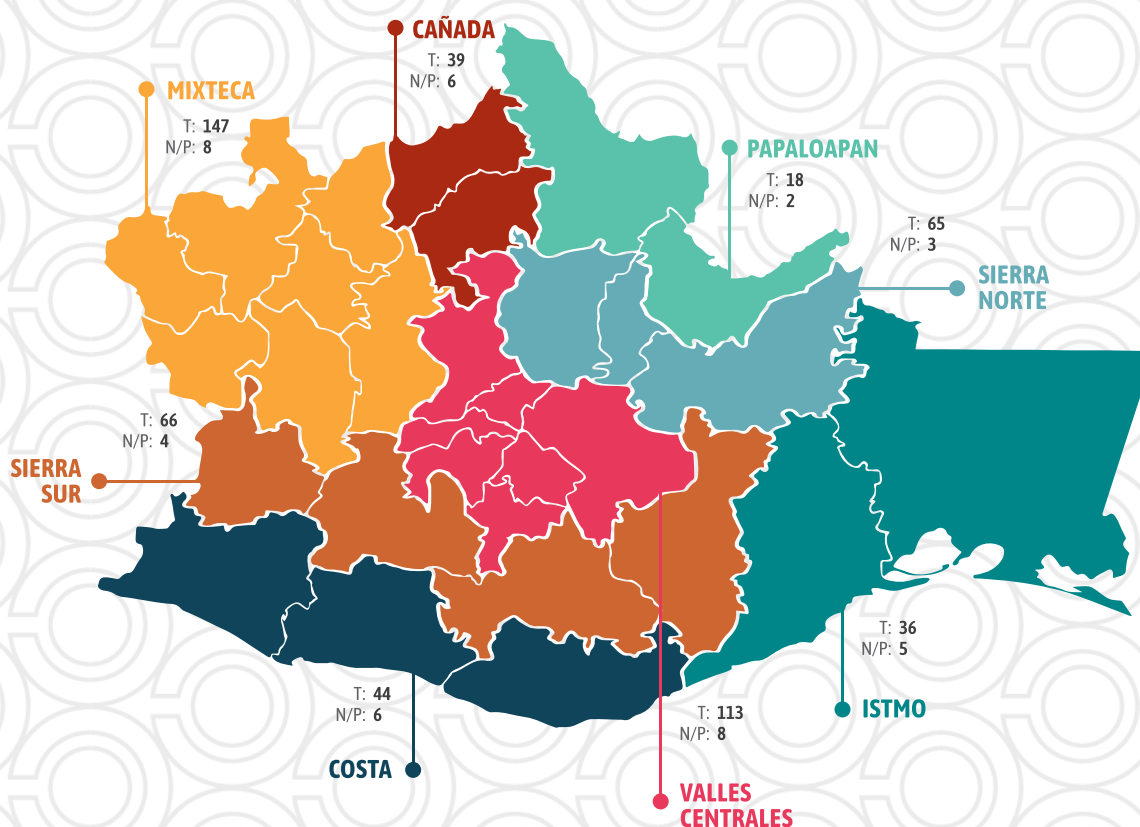 CAÑADA
T: 39
N/P: 6
MIXTECA
T: 147
N/P: 8
PAPALOAPAN
T: 18
N/P: 2
T: 65
N/P: 3
SIERRA
NORTE
T: 66
N/P: 4
SIERRA
SUR
T: 36
N/P: 5
ISTMO
T: 44
N/P: 6
COSTA
T: 113
N/P: 8
VALLES
CENTRALES